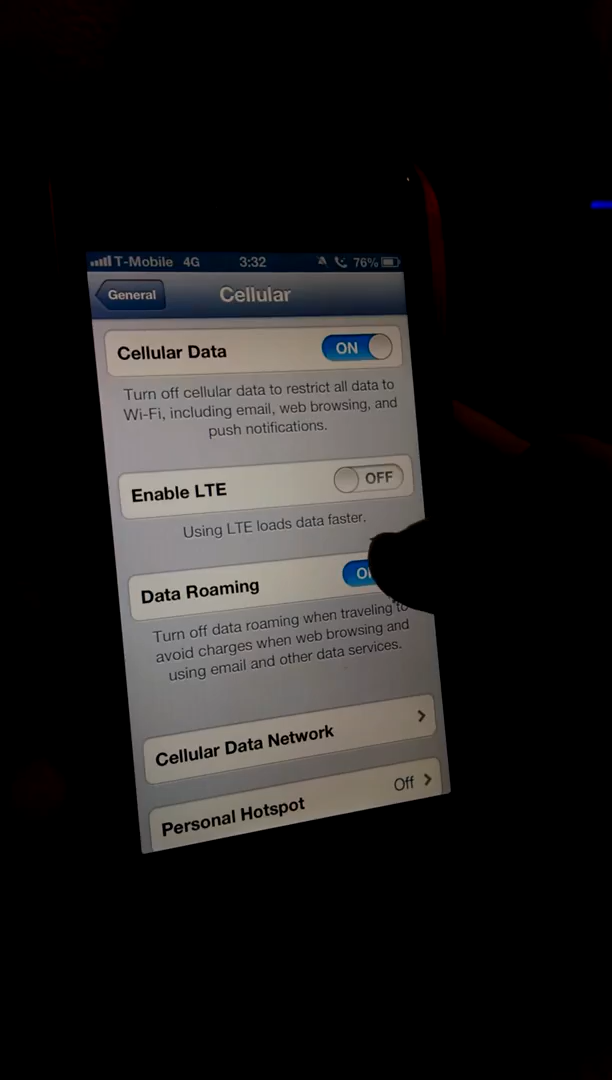 T-Mobile 4G 3:32 76%
General Cellular
Cellular Data ON
Turn off cellular data to restrict all data to
Wi-Fi, including email, web browsing, and
push notifications.
Enable LTE OFF
Using LTE loads data faster.
Data Roaming
Turn off data roaming when traveling to
avoid charges when web browsing and
using email and other data services.
Cellular Data Network
Personal Hotspot Off